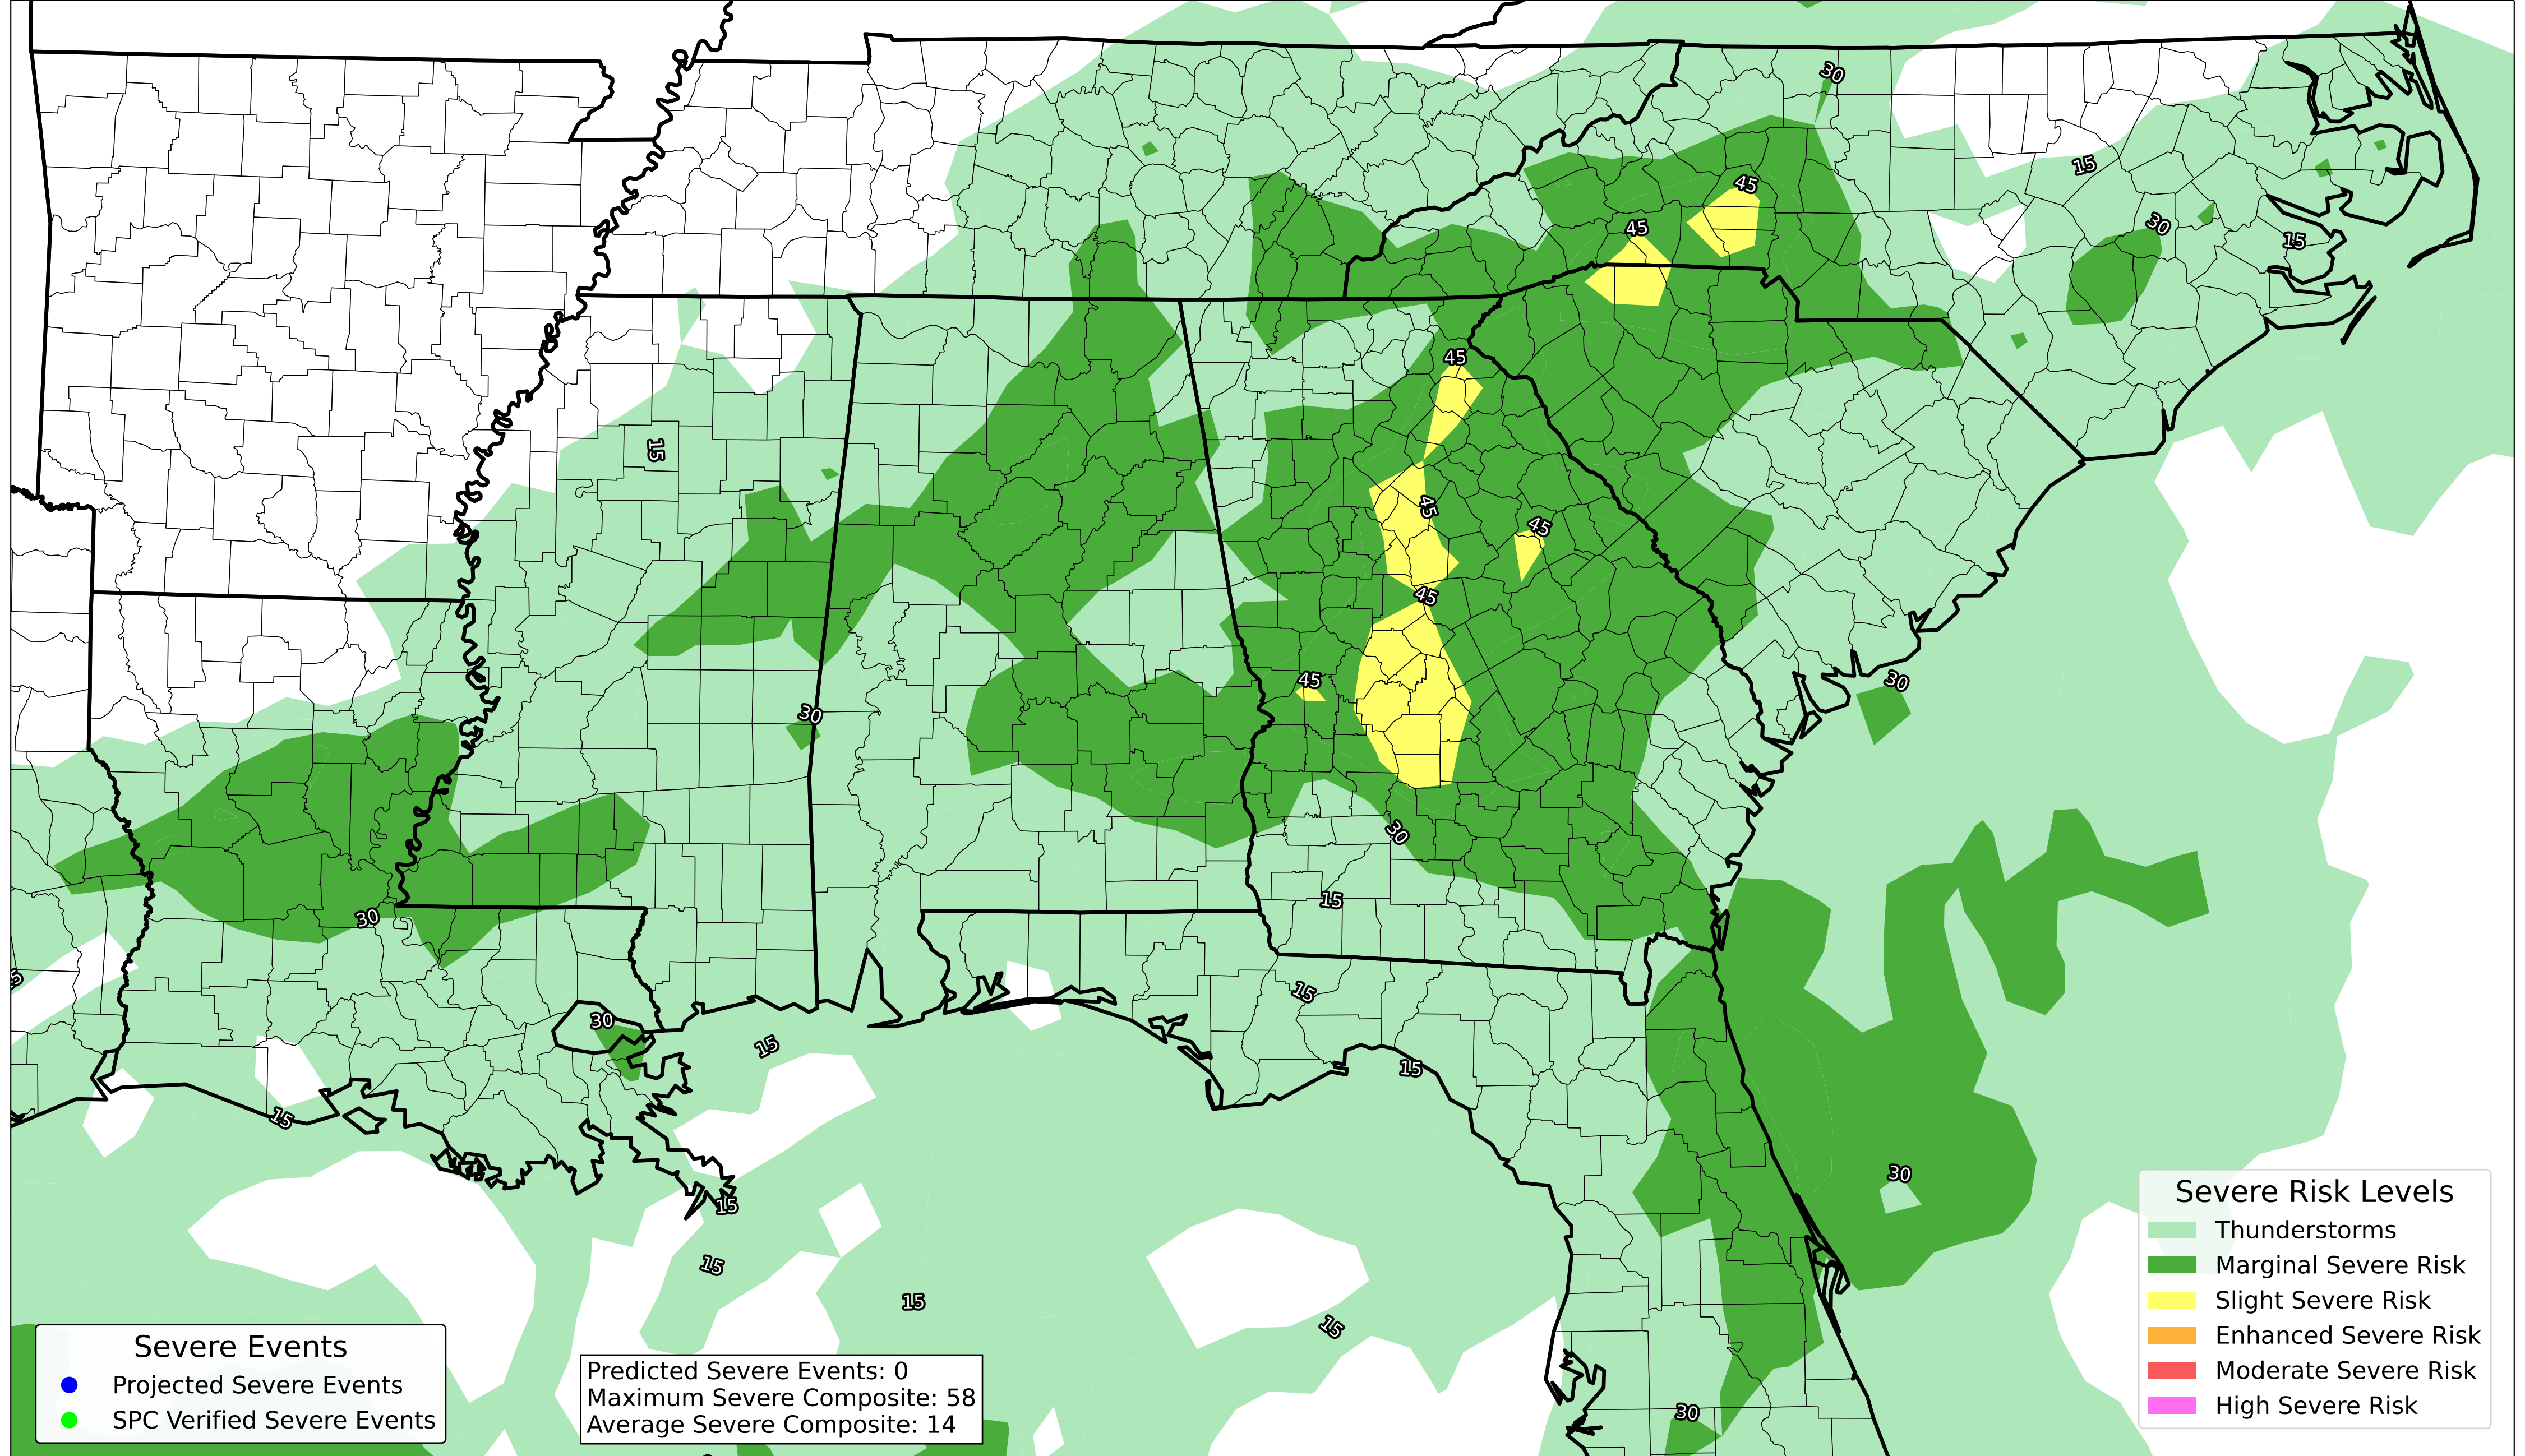 30
15
45
30
45
15
45
15
45
45
45
45
30
30
30
15
30
5
15
30
15
15
15
15
30
15
15
15
15
30
Severe Risk Levels
Thunderstorms
Marginal Severe Risk
Slight Severe Risk
Enhanced Severe Risk
Moderate Severe Risk
High Severe Risk
Severe Events
Projected Severe Events
SPC Verified Severe Events
Predicted Severe Events: 0
Maximum Severe Composite: 58
Average Severe Composite: 14